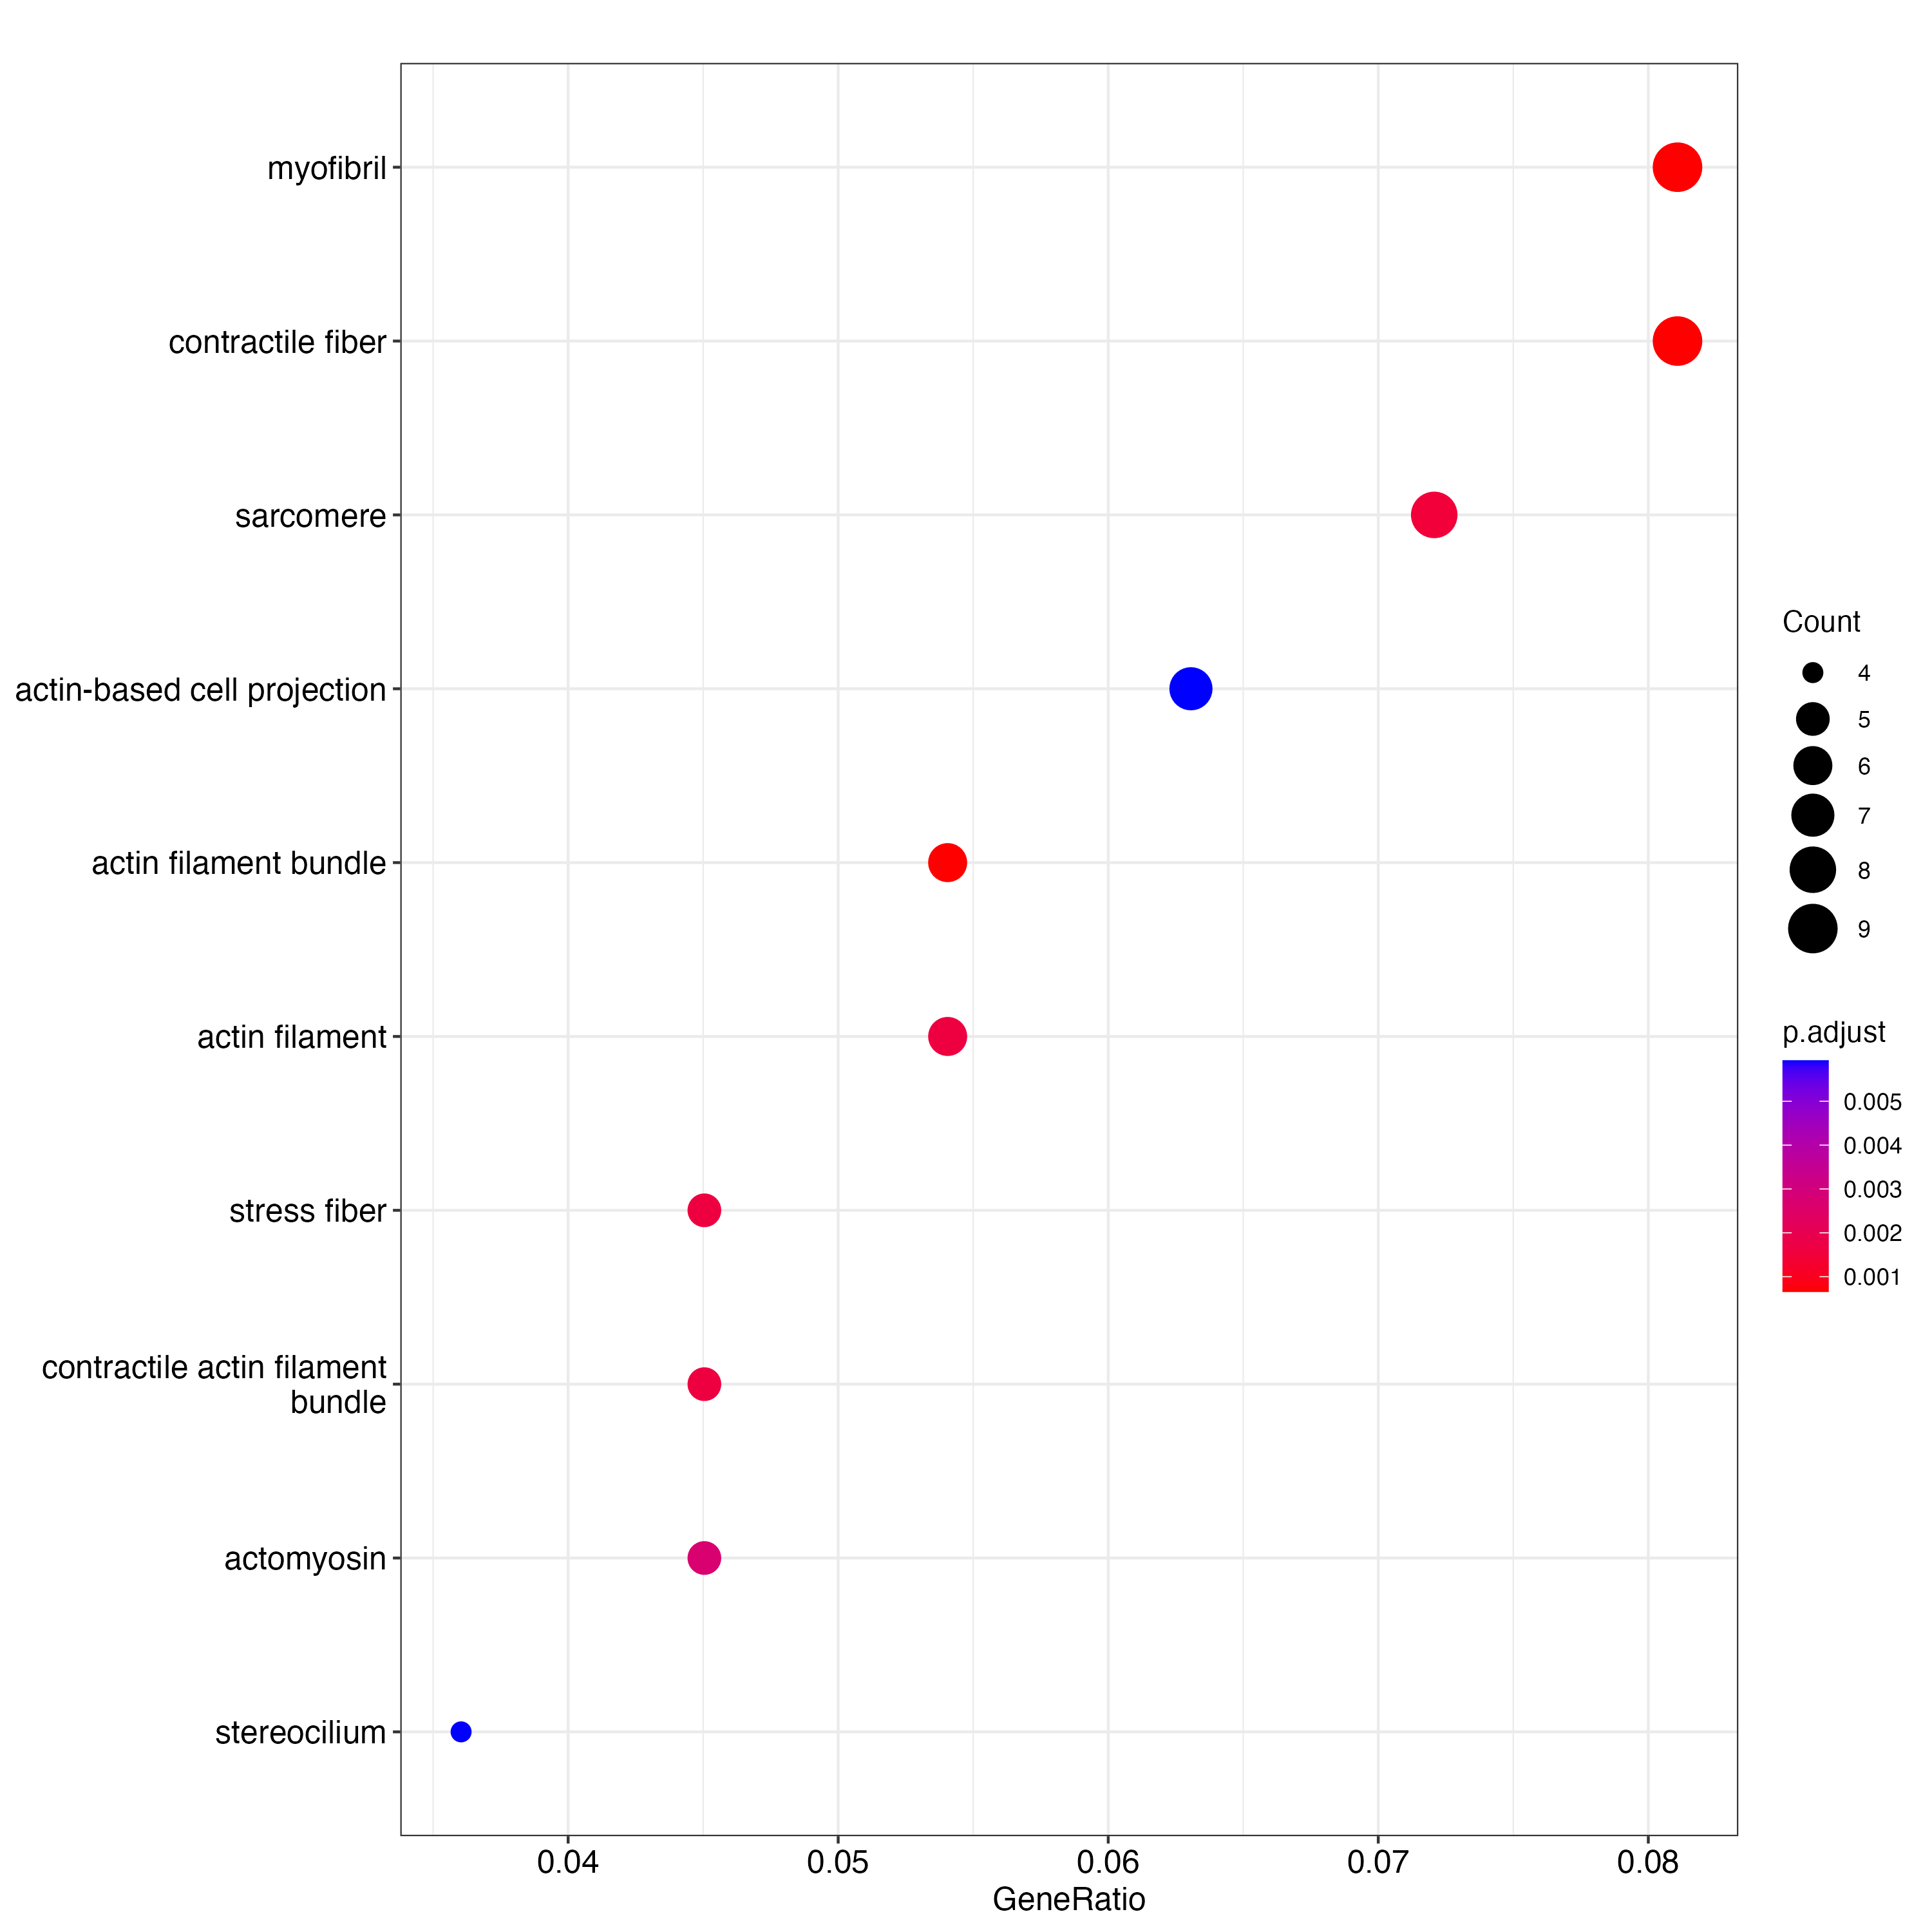 myofibril
contractile fiber
sarcomere
actin-based cell projection
actin filament bundle
actin filament
stress fiber
contractile actin filament
bundle
actomyosin
stereocilium
0.04
0.05
0.06
0.07
0.08
GeneRatio
Count
4
5
6
7
8
9
p.adjust
0.005
0.004
0.003
0.002
0.001